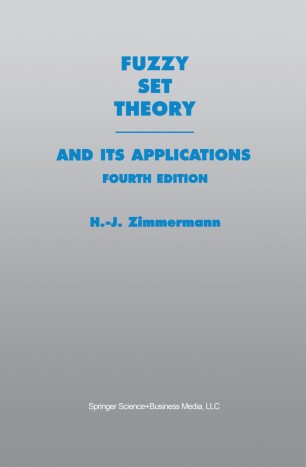 FUZZY
SET
THEORY
AND ITS APPLICATIONS
FOURTH EDITION
H.-J. Zimmermann
Springer Science+Business Media, LLC